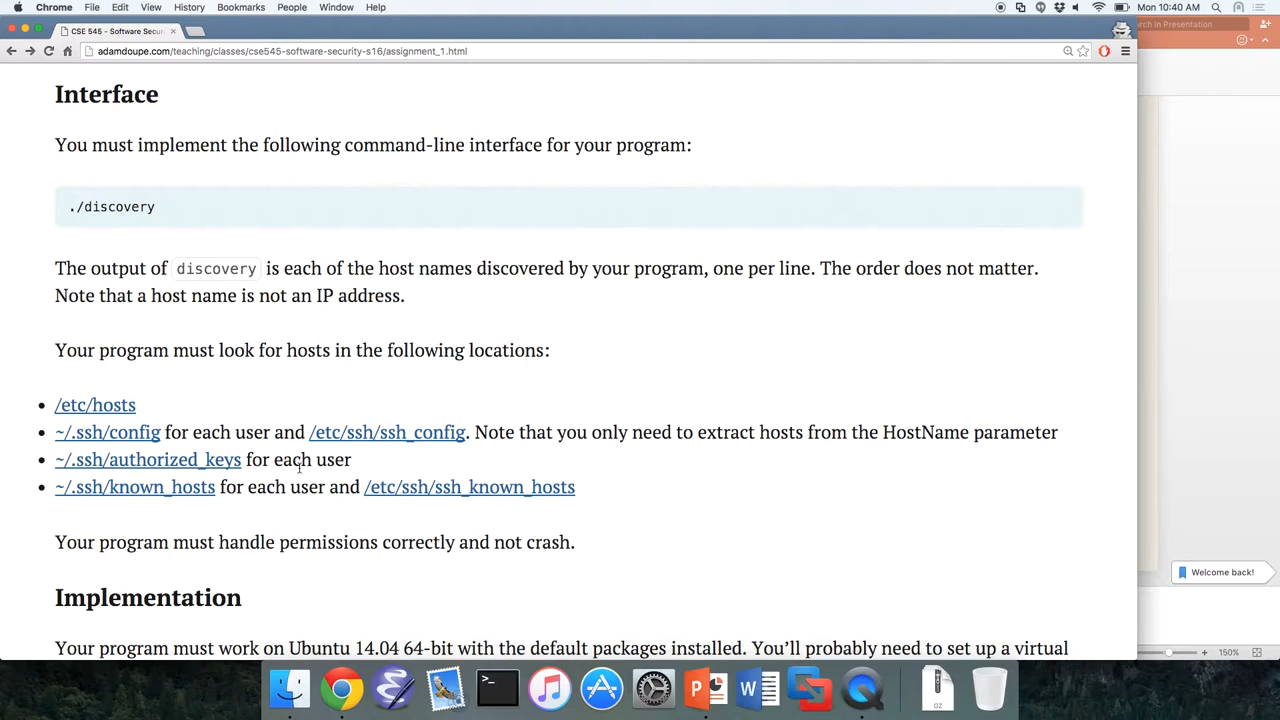 Chrome File Edit View History Bookmarks People Window Help Mon 10:40 AM
CSE 545 - Software Secur
adamdoupe.com/teaching/classes/cse545-software-security-s16/assignment_1.html
rch in Presentation
Interface
You must implement the following command-line interface for your program:
./discovery
The output of discovery is each of the host names discovered by your program, one per line. The order does not matter.
Note that a host name is not an IP address.
Your program must look for hosts in the following locations:
• /etc/hosts
• ~/.ssh/config for each user and /etc/ssh/ssh_config. Note that you only need to extract hosts from the HostName parameter
• ~/.ssh/authorized_keys for each user
• ~/.ssh/known_hosts for each user and /etc/ssh/ssh_known_hosts
Your program must handle permissions correctly and not crash.
Welcome back!
Implementation
Your program must work on Ubuntu 14.04 64-bit with the default packages installed. You'll probably need to set up a virtual
150%